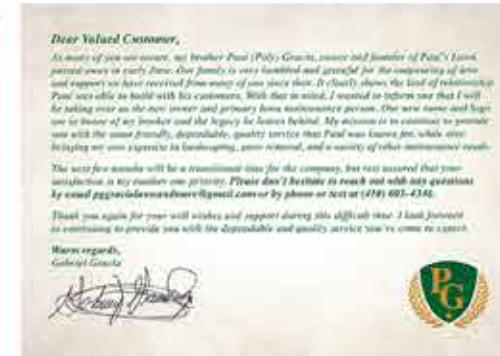 Dear Valued Customer,
As many of you are aware, my brother Paul (Poly) Gracia, owner and founder of Paul's Lawn
passed away in early June. Our family is very humbled and grateful for the outpouring of love
and support we have received from many of you since then. It clearly shows the kind of relationship
Paul was able to build with his customers. With that in mind, I wanted to inform you that I will
be taking over as the new owner and primary lawn maintenance person. Our new name and logo
are in honor of my brother and the legacy he leaves behind. My mission is to continue to provide
you with the same friendly, dependable, quality service that Paul was known for, while also
bringing my own expertise in landscaping, snow removal, and a variety of other maintenance needs.
The next few months will be a transitional time for the company, but rest assured that your
satisfaction is my number one priority. Please don't hesitate to reach out with any questions
by email or by phone or text at
Thank you again for your well wishes and support during this difficult time. I look forward
to continuing to provide you with the dependable and quality service you've come to expect.
Warm regards,
Gabriel Gracia
PG